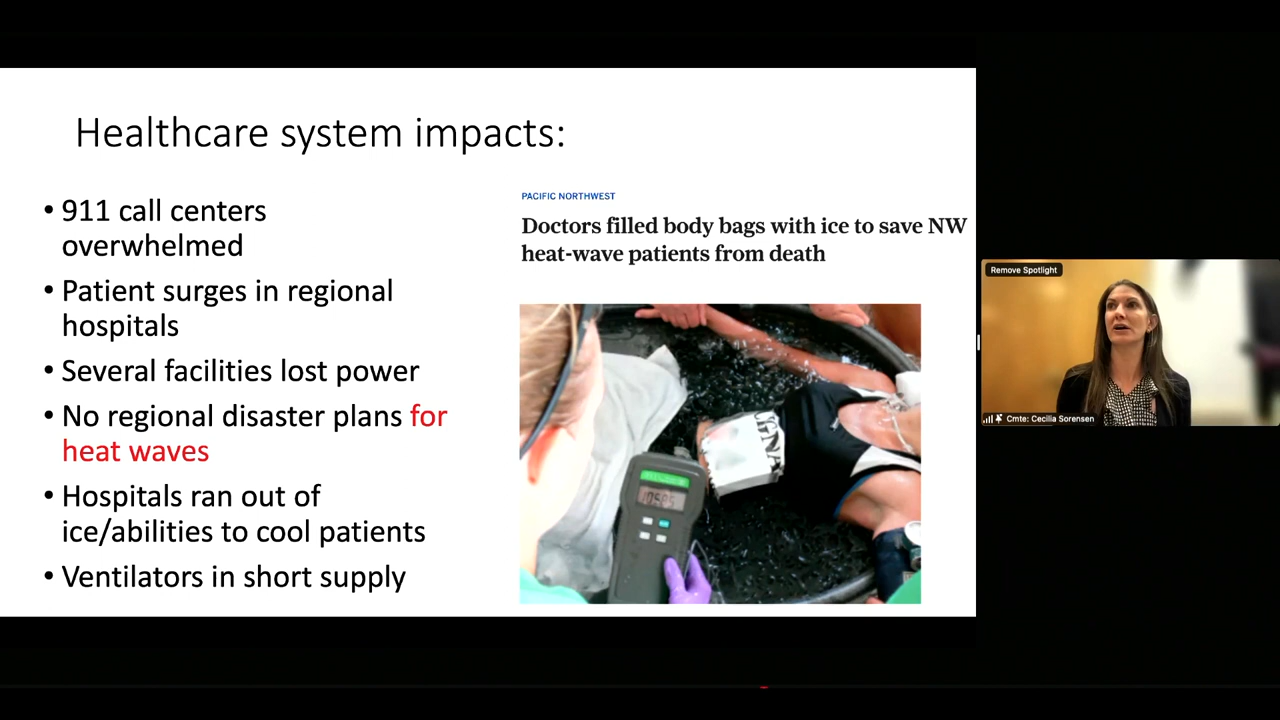 Healthcare system impacts:
• 911 call centers
overwhelmed
• Patient surges in regional
hospitals
• Several facilities lost power
• No regional disaster plans for
heat waves
• Hospitals ran out of
ice/abilities to cool patients
• Ventilators in short supply
PACIFIC NORTHWEST
Doctors filled body bags with ice to save NW
heat-wave patients from death
Remove Spotlight
Cmte: Cecilia Sorensen